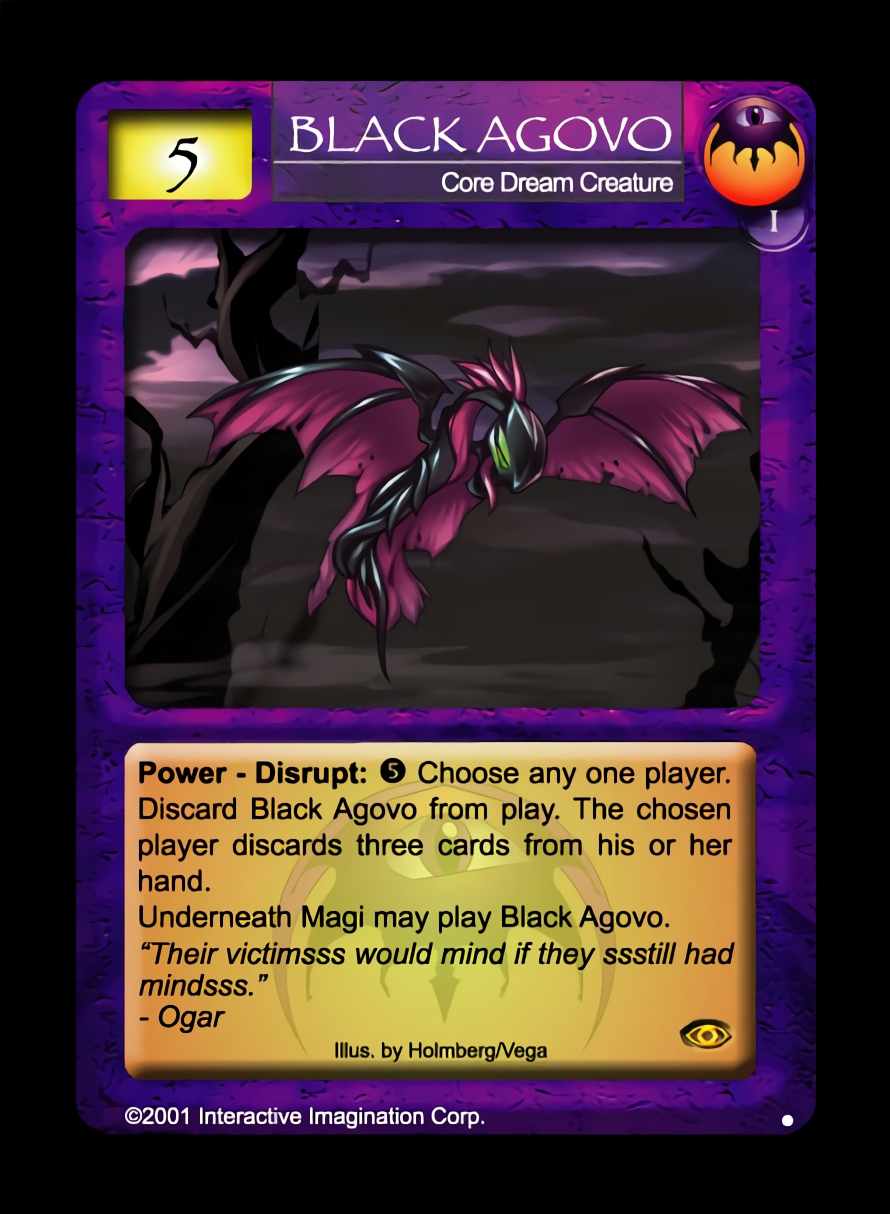 5
BLACK AGOVO
Core Dream Creature
I
Power - Disrupt: ❺ Choose any one player.
Discard Black Agovo from play. The chosen
player discards three cards from his or her
hand.
Underneath Magi may play Black Agovo.
“Their victimsss would mind if they ssstill had
mindsss.”
- Ogar
Illus. by Holmberg/Vega
©2001 Interactive Imagination Corp.